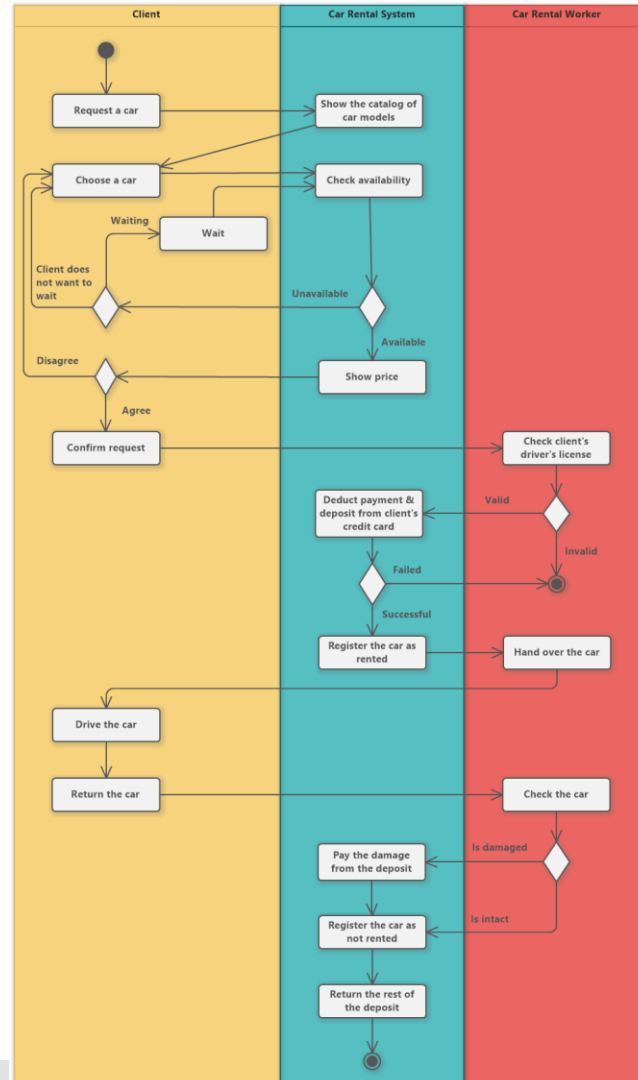 Client
Car Rental System
Car Rental Worker
Request a car
Show the catalog of
car models
Choose a car
Check availability
Waiting
Wait
Client does
not want to
wait
Unavailable
Available
Disagree
Show price
Agree
Confirm request
Check client's
driver's license
Deduct payment &
deposit from client's
credit card
Valid
Invalid
Failed
Successful
Register the car as
rented
Hand over the car
Drive the car
Return the car
Check the car
Is damaged
Pay the damage
from the deposit
Is intact
Register the car as
not rented
Return the rest of
the deposit